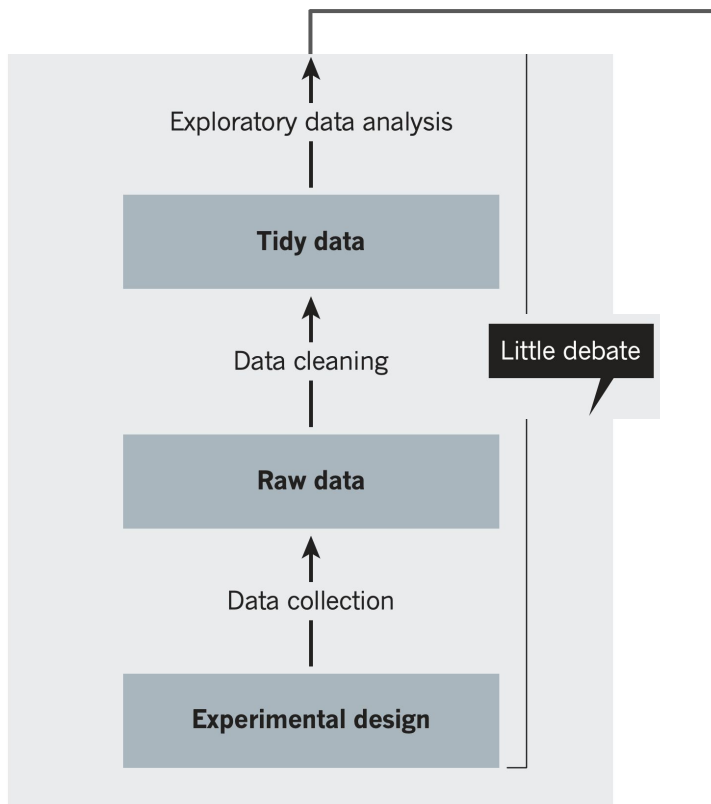 Exploratory data analysis
Tidy data
Data cleaning
Little debate
Raw data
Data collection
Experimental design